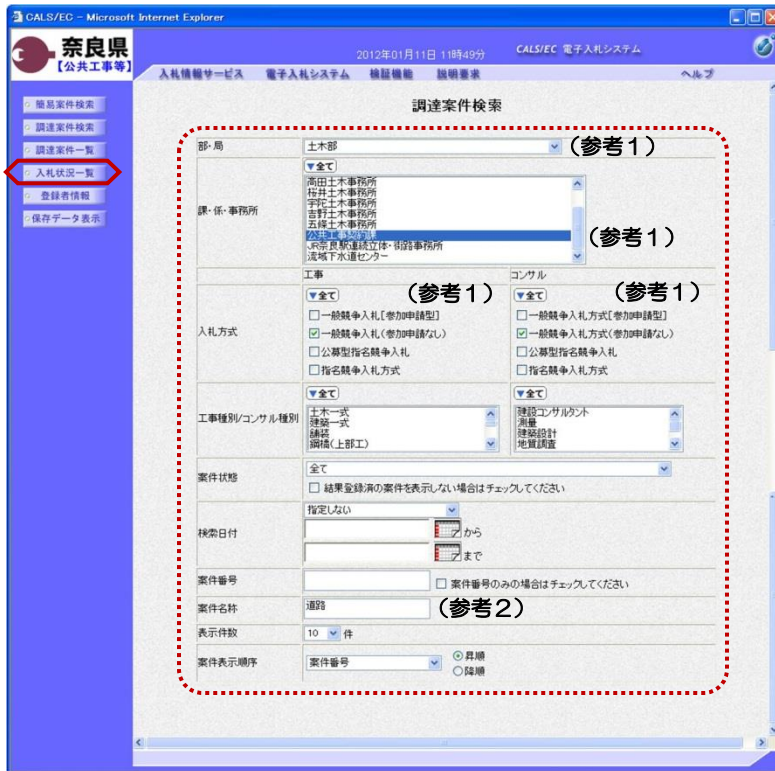 CALS/EC - Microsoft Internet Explorer
奈良県
【公共工事等】
2012年01月11日 11時49分
CALS/EC 電子入札システム
入札情報サービス 電子入札システム 検証機能 説明要求 ヘルプ
簡易案件検索
調達案件検索
調達案件一覧
入札状況一覧
登録者情報
保存データ表示
調達案件検索
部・局 土木部 (参考1)
課・係・事務所
▼全て
高田土木事務所
桜井土木事務所
宇陀土木事務所
吉野土木事務所
五條土木事務所
公共工事契約課
JR奈良駅連続立体・街路事務所
流域下水道センター
(参考1)
工事 コンサル
入札方式
▼全て (参考1) ▼全て (参考1)
一般競争入札[参加申請型] 一般競争入札方式[参加申請型]
一般競争入札(参加申請なし) 一般競争入札方式(参加申請なし)
公募型指名競争入札 公募型指名競争入札
指名競争入札方式 指名競争入札方式
工事種別/コンサル種別
▼全て ▼全て
土木一式 建設コンサルタント
建築一式 測量
舗装 建築設計
鋼橋(上部工) 地質調査
案件状態 全て
結果登録済の案件を表示しない場合はチェックしてください
検索日付 指定しない
から
まで
案件番号 案件番号のみの場合はチェックしてください
案件名称 道路 (参考2)
表示件数 10 件
案件表示順序 案件番号 昇順
降順